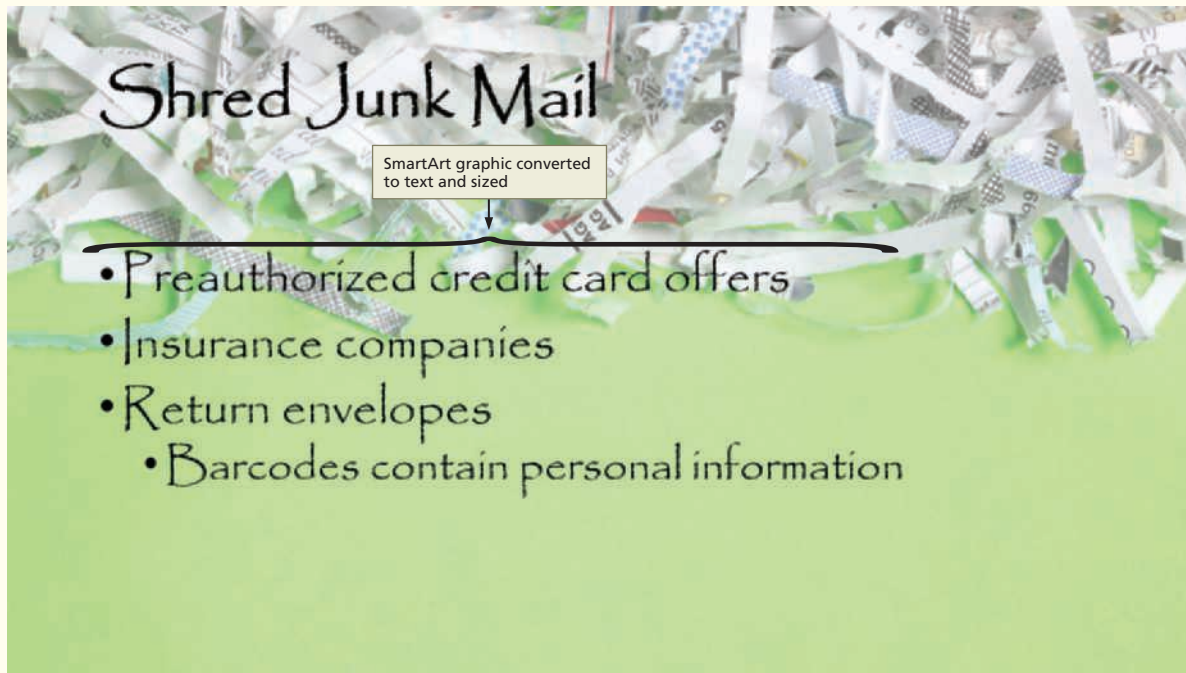 Shred Junk Mail
SmartArt graphic converted
to text and sized
•Preauthorized credit card offers
•Insurance companies
•Return envelopes
•Barcodes contain personal information